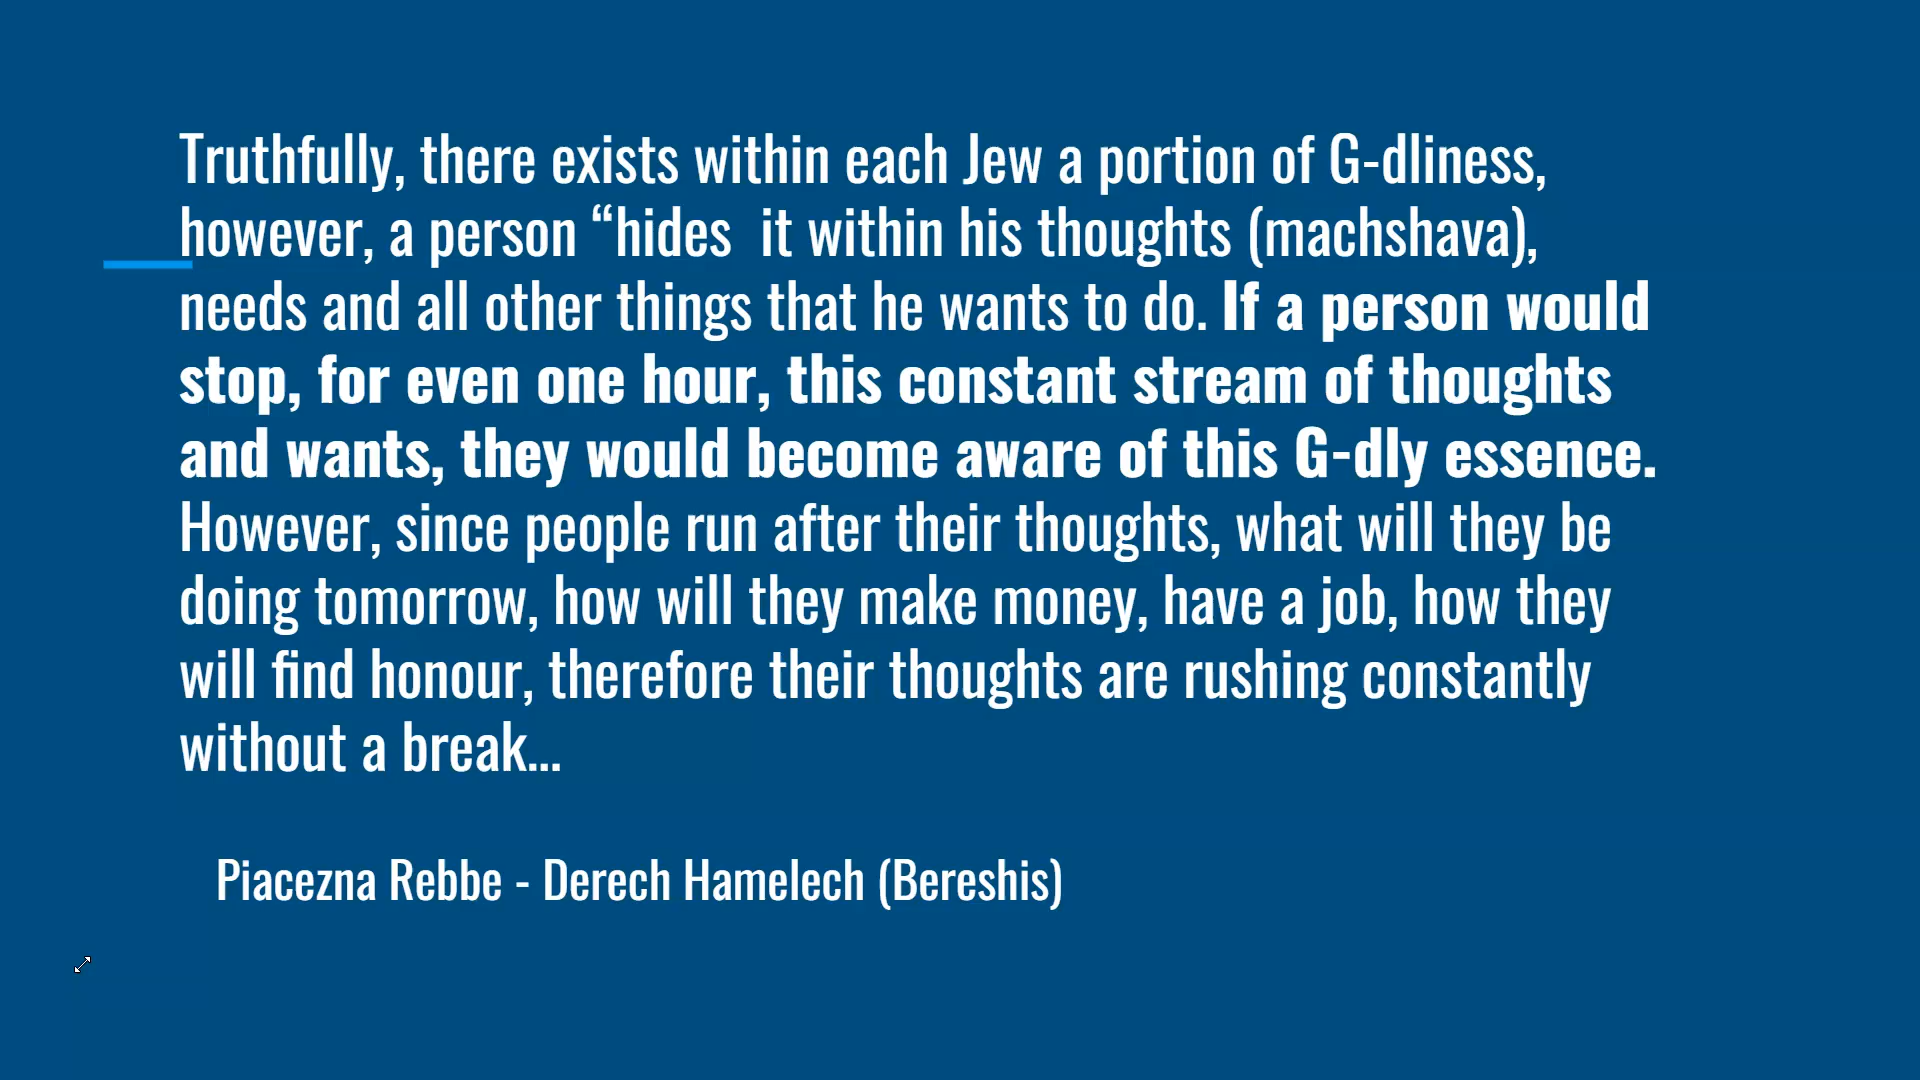 Truthfully, there exists within each Jew a portion of G-dliness,
however, a person “hides  it within his thoughts (machshava),
needs and all other things that he wants to do. If a person would
stop, for even one hour, this constant stream of thoughts
and wants, they would become aware of this G-dly essence.
However, since people run after their thoughts, what will they be
doing tomorrow, how will they make money, have a job, how they
will find honour, therefore their thoughts are rushing constantly
without a break...
Piacezna Rebbe - Derech Hamelech (Bereshis)